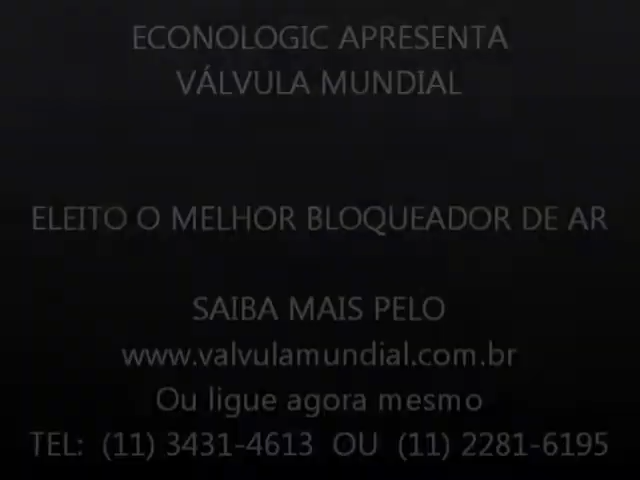 ECONOLOGIC APRESENTA
VÁLVULA MUNDIAL
ELEITO O MELHOR BLOQUEADOR DE AR
SAIBA MAIS PELO
www.valvulamundial.com.br
Ou ligue agora mesmo
TEL:  (11) 3431-4613  OU  (11) 2281-6195